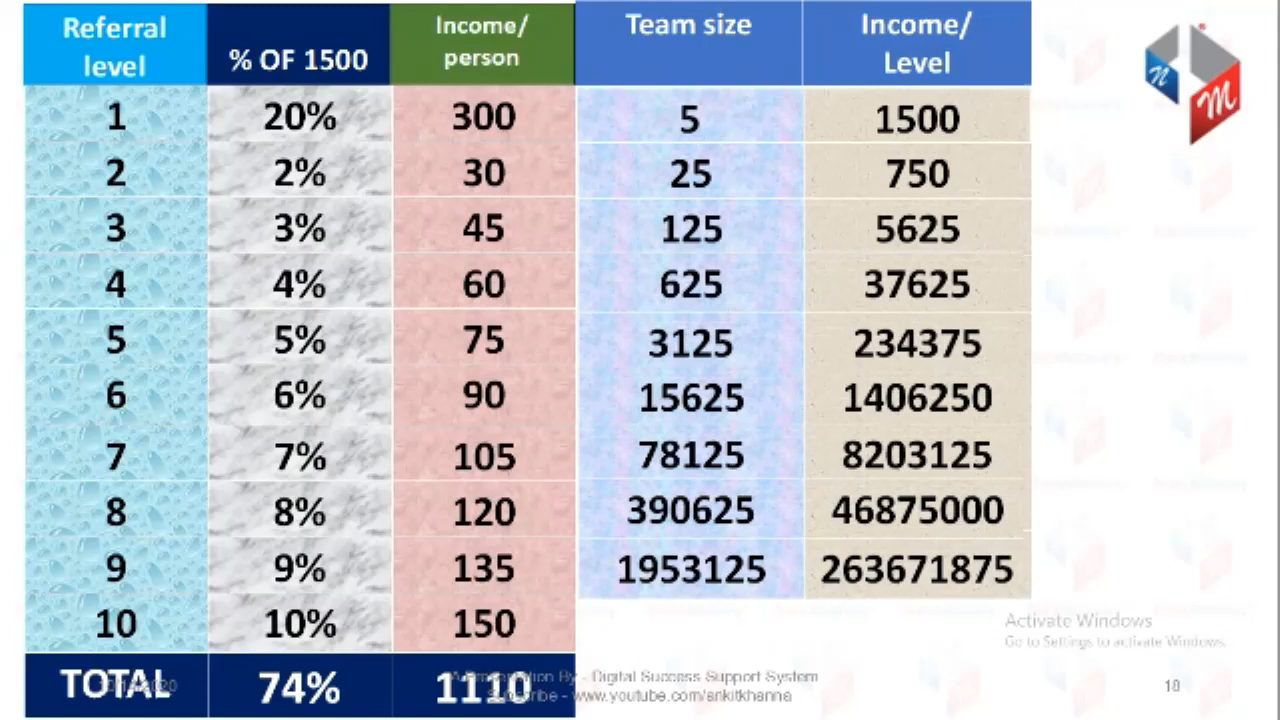 Referral level % OF 1500 Income/ person Team size Income/ Level
1 20% 300 5 1500
2 2% 30 25 750
3 3% 45 125 5625
4 4% 60 625 37625
5 5% 75 3125 234375
6 6% 90 15625 1406250
7 7% 105 78125 8203125
8 8% 120 390625 46875000
9 9% 135 1953125 263671875
10 10% 150
TOTAL 74% 1110
n M
Activate Windows
Go to Settings to activate Windows.
A Presentation By - Digital Success Support System
Subscribe - www.youtube.com/ankitkhanna
18